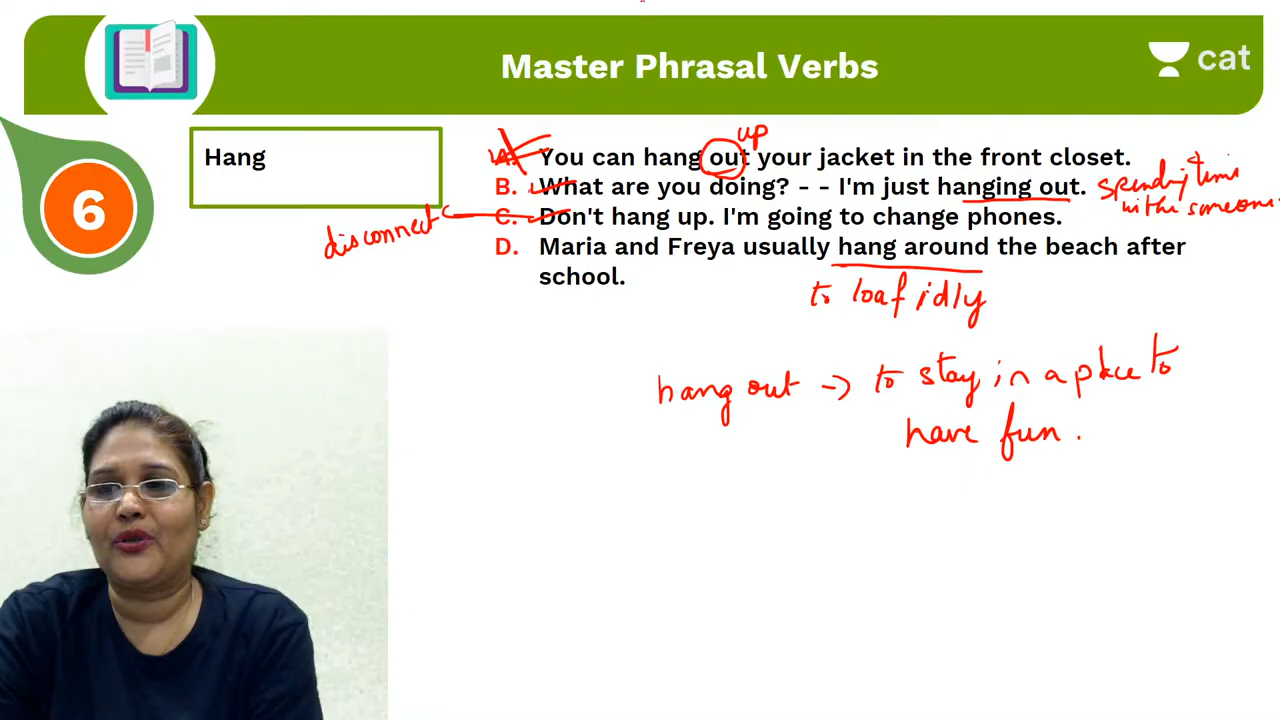 Master Phrasal Verbs
cat
6
Hang
up
A. You can hang out your jacket in the front closet.
B. What are you doing? - - I'm just hanging out.
spending time
with someone
C. Don't hang up. I'm going to change phones.
disconnect
D. Maria and Freya usually hang around the beach after
school.
to loaf idly
hang out → to stay in a place to
have fun.